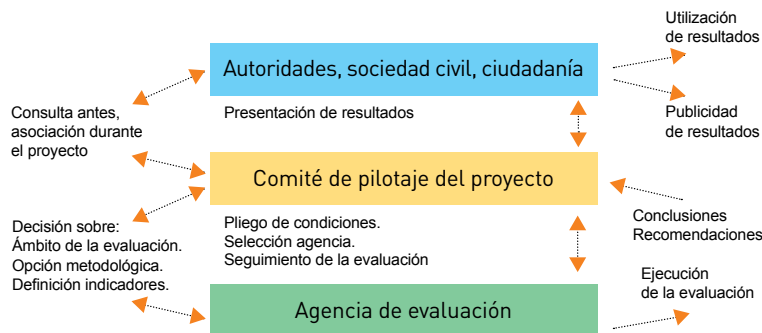 Utilización
de resultados
Autoridades, sociedad civil, ciudadanía
Consulta antes,
asociación durante
el proyecto
Presentación de resultados
Publicidad
de resultados
Comité de pilotaje del proyecto
Decisión sobre:
Ámbito de la evaluación.
Opción metodológica.
Definición indicadores.
Pliego de condiciones.
Selección agencia.
Seguimiento de la evaluación
Conclusiones
Recomendaciones
Ejecución
de la evaluación
Agencia de evaluación